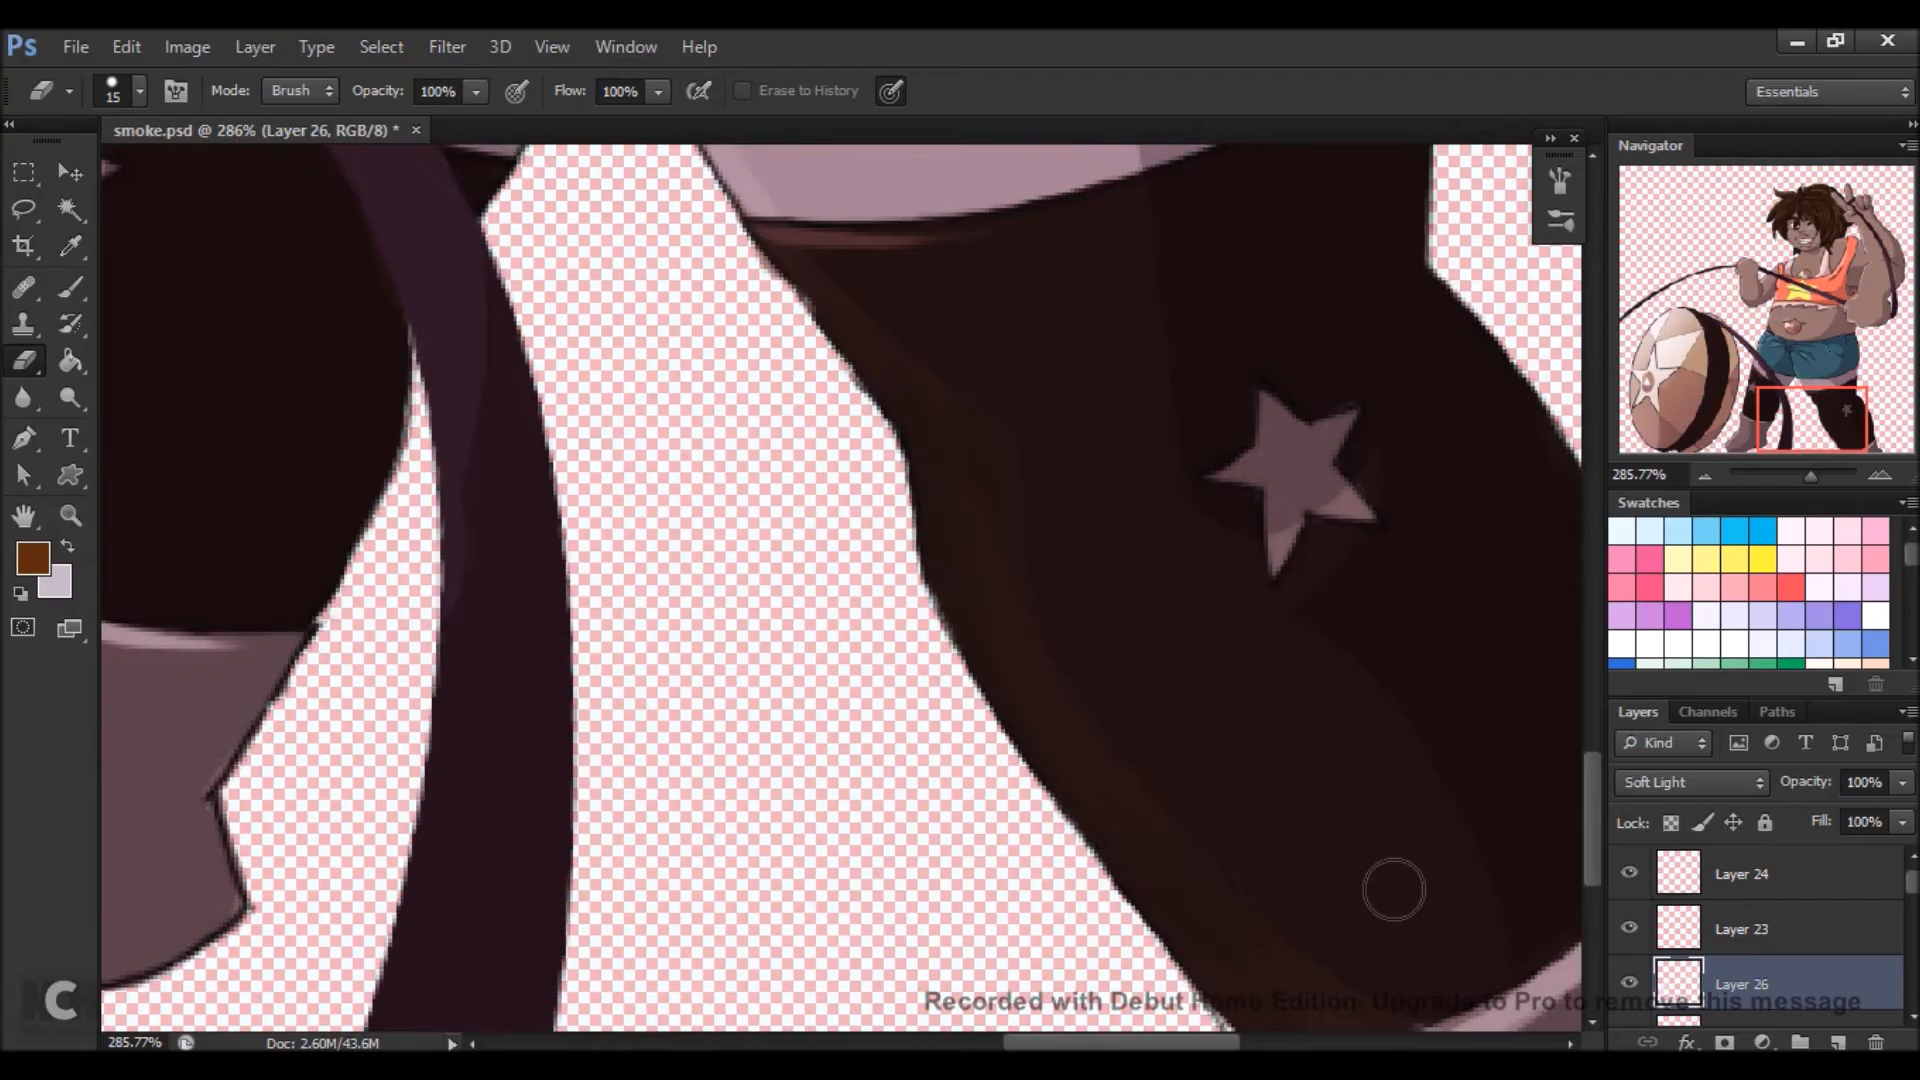 Ps File Edit Image Layer Type Select Filter 3D View Window Help
15 Mode: Brush Opacity: 100% Flow: 100% Erase to History Essentials
smoke.psd @ 286% (Layer 26, RGB/8) * ×
Navigator
285.77%
Swatches
Layers Channels Paths
Kind
Soft Light Opacity: 100%
Lock: Fill: 100%
Layer 24
Layer 23
Layer 26
fx
C
Recorded with Debut Home Edition. Upgrade to Pro to remove this message
285.77% Doc: 2.60M/43.6M